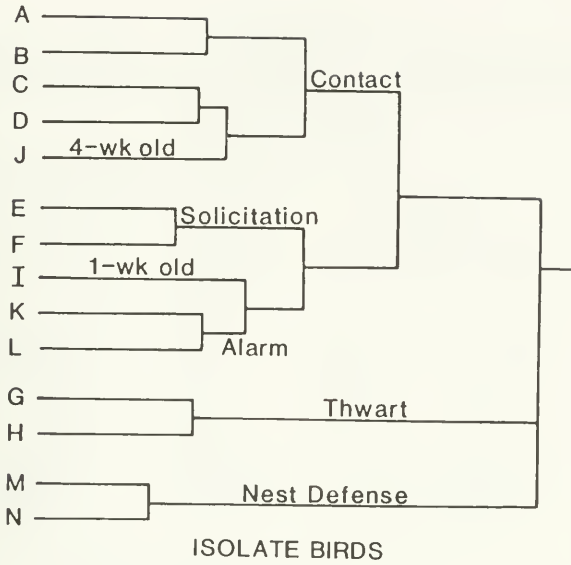 A
B
Contact
C
D
J 4-wk old
E
Solicitation
F
I 1-wk old
K
L
Alarm
G
Thwart
H
M
Nest Defense
N
ISOLATE BIRDS